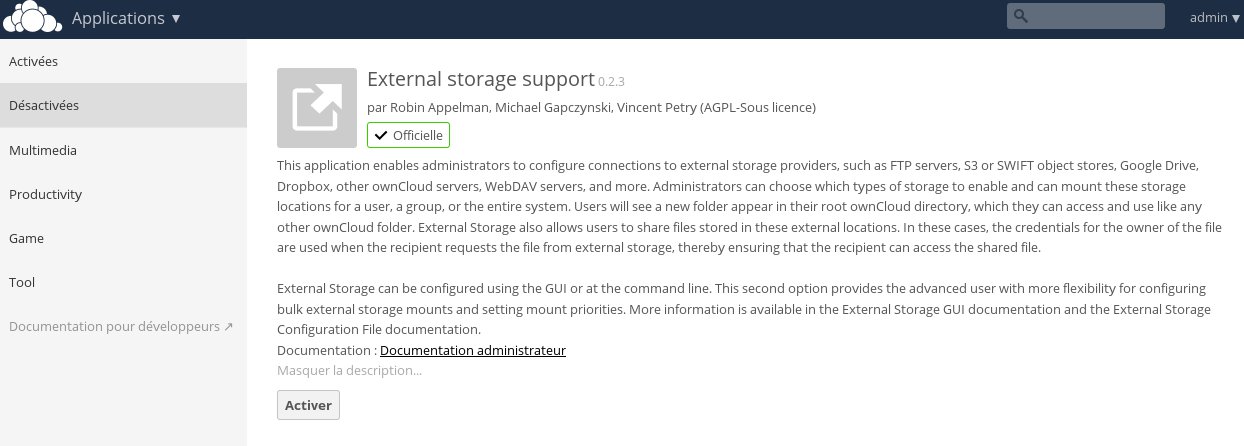 Applications ▼
admin ▼
Activées
Désactivées
Multimedia
Productivity
Game
Tool
Documentation pour développeurs ↗
External storage support 0.2.3
par Robin Appelman, Michael Gapczynski, Vincent Petry (AGPL-Sous licence)
Officielle
This application enables administrators to configure connections to external storage providers, such as FTP servers, S3 or SWIFT object stores, Google Drive,
Dropbox, other ownCloud servers, WebDAV servers, and more. Administrators can choose which types of storage to enable and can mount these storage
locations for a user, a group, or the entire system. Users will see a new folder appear in their root ownCloud directory, which they can access and use like any
other ownCloud folder. External Storage also allows users to share files stored in these external locations. In these cases, the credentials for the owner of the file
are used when the recipient requests the file from external storage, thereby ensuring that the recipient can access the shared file.
External Storage can be configured using the GUI or at the command line. This second option provides the advanced user with more flexibility for configuring
bulk external storage mounts and setting mount priorities. More information is available in the External Storage GUI documentation and the External Storage
Configuration File documentation.
Documentation : Documentation administrateur
Masquer la description...
Activer